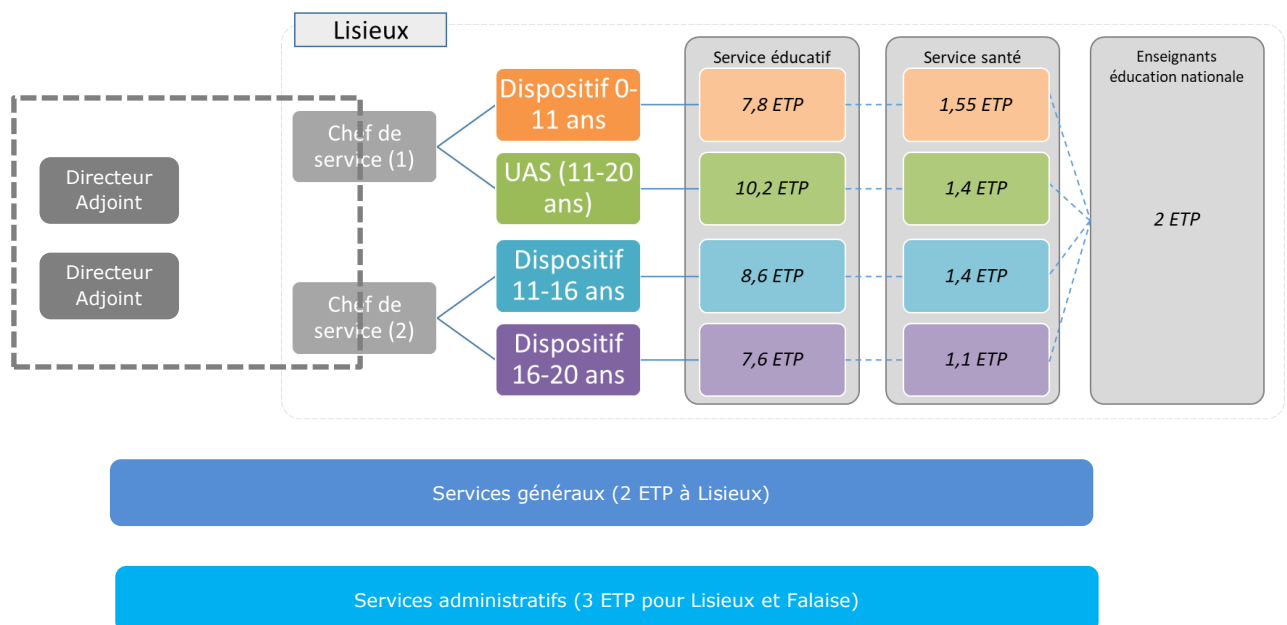 Lisieux
Directeur
Adjoint
Directeur
Adjoint
Chef de
service (1)
Chef de
service (2)
Dispositif 0-
11 ans
UAS (11-20
ans)
Dispositif
11-16 ans
Dispositif
16-20 ans
Service éducatif
7,8 ETP
10,2 ETP
8,6 ETP
7,6 ETP
Service santé
1,55 ETP
1,4 ETP
1,4 ETP
1,1 ETP
Enseignants
éducation nationale
2 ETP
Services généraux (2 ETP à Lisieux)
Services administratifs (3 ETP pour Lisieux et Falaise)